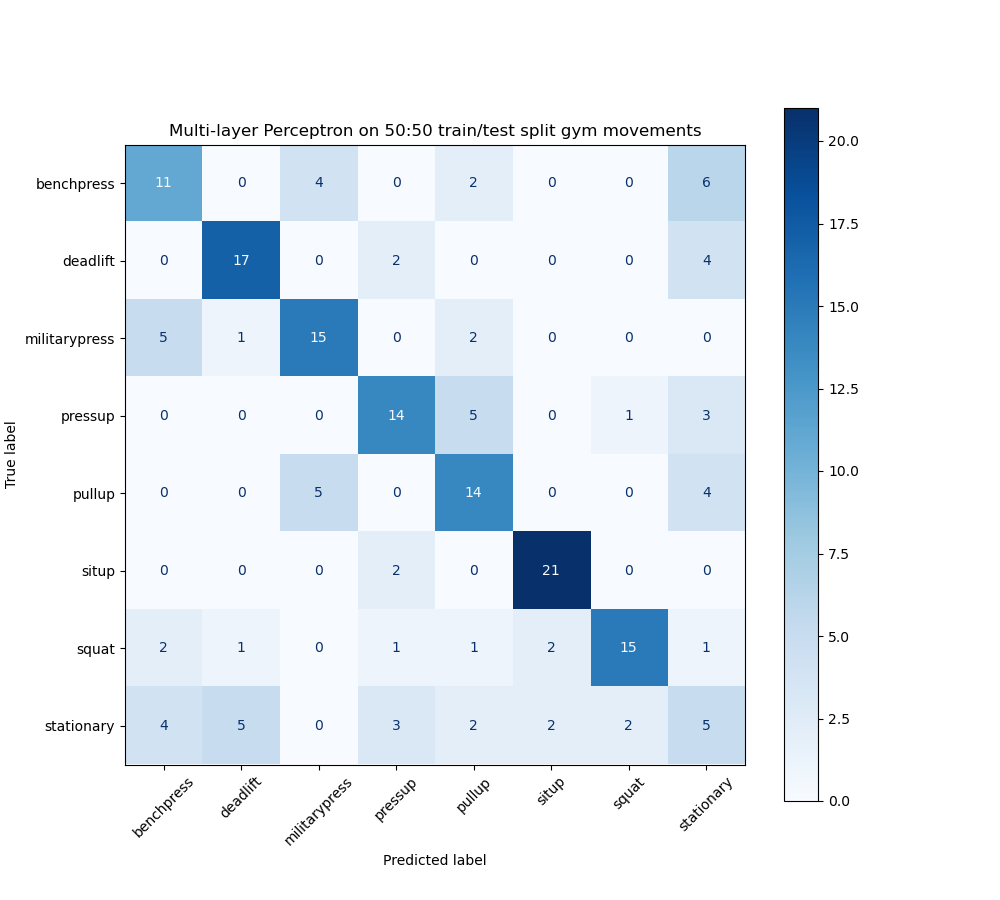 Multi-layer Perceptron on 50:50 train/test split gym movements
benchpress 11 0 4 0 2 0 0 6
deadlift 0 17 0 2 0 0 0 4
militarypress 5 1 15 0 2 0 0 0
pressup 0 0 0 14 5 0 1 3
pullup 0 0 5 0 14 0 0 4
situp 0 0 0 2 0 21 0 0
squat 2 1 0 1 1 2 15 1
stationary 4 5 0 3 2 2 2 5
benchpress deadlift militarypress pressup pullup situp squat stationary
Predicted label
True label
20.0
17.5
15.0
12.5
10.0
7.5
5.0
2.5
0.0